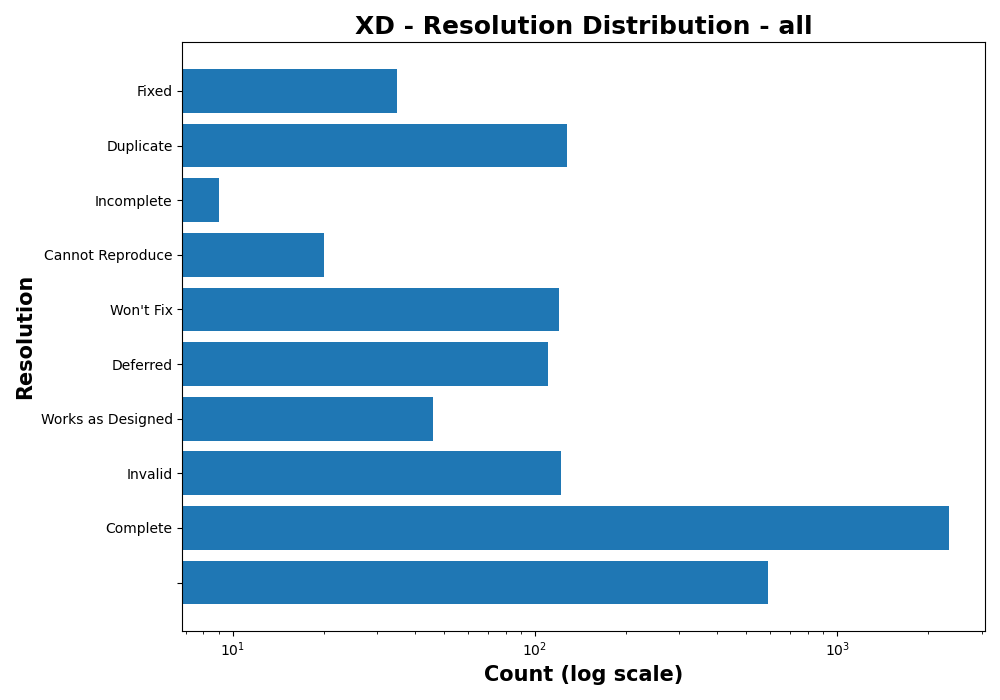 XD - Resolution Distribution - all
Fixed
Duplicate
Incomplete
Cannot Reproduce
Won't Fix
Deferred
Works as Designed
Invalid
Complete
Resolution
10¹ 10² 10³
Count (log scale)